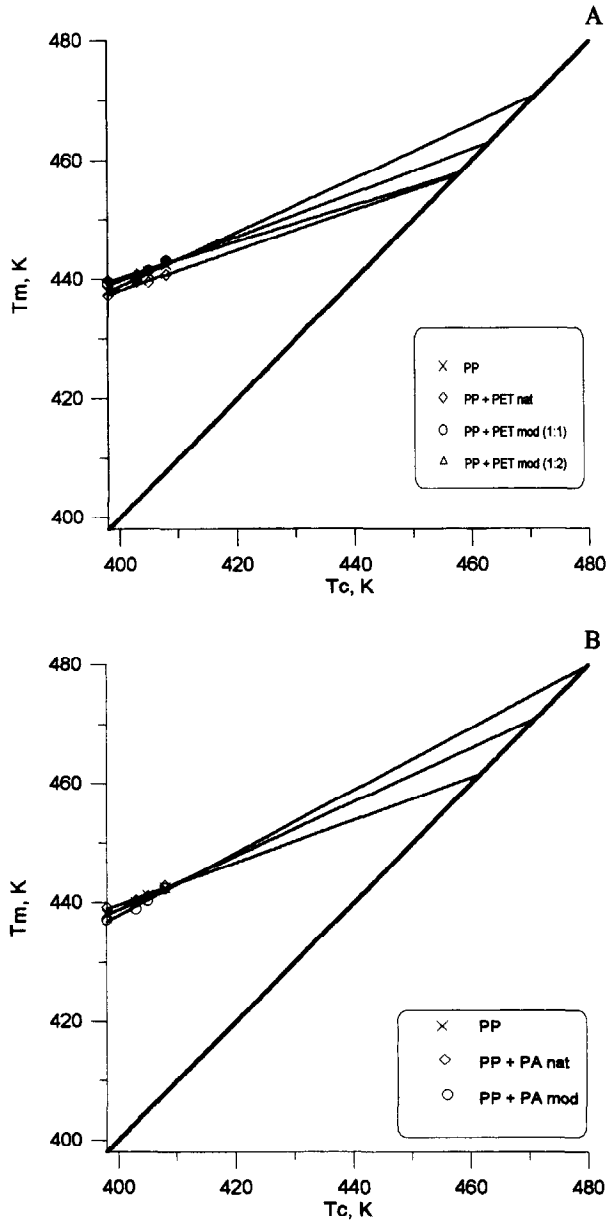 A
480
460
440
420
400
Tm, K
PP
PP + PET nat
PP + PET mod (1:1)
PP + PET mod (1:2)
400 420 440 460 480
Tc, K
B
480
460
440
420
400
Tm, K
PP
PP + PA nat
PP + PA mod
400 420 440 460 480
Tc, K